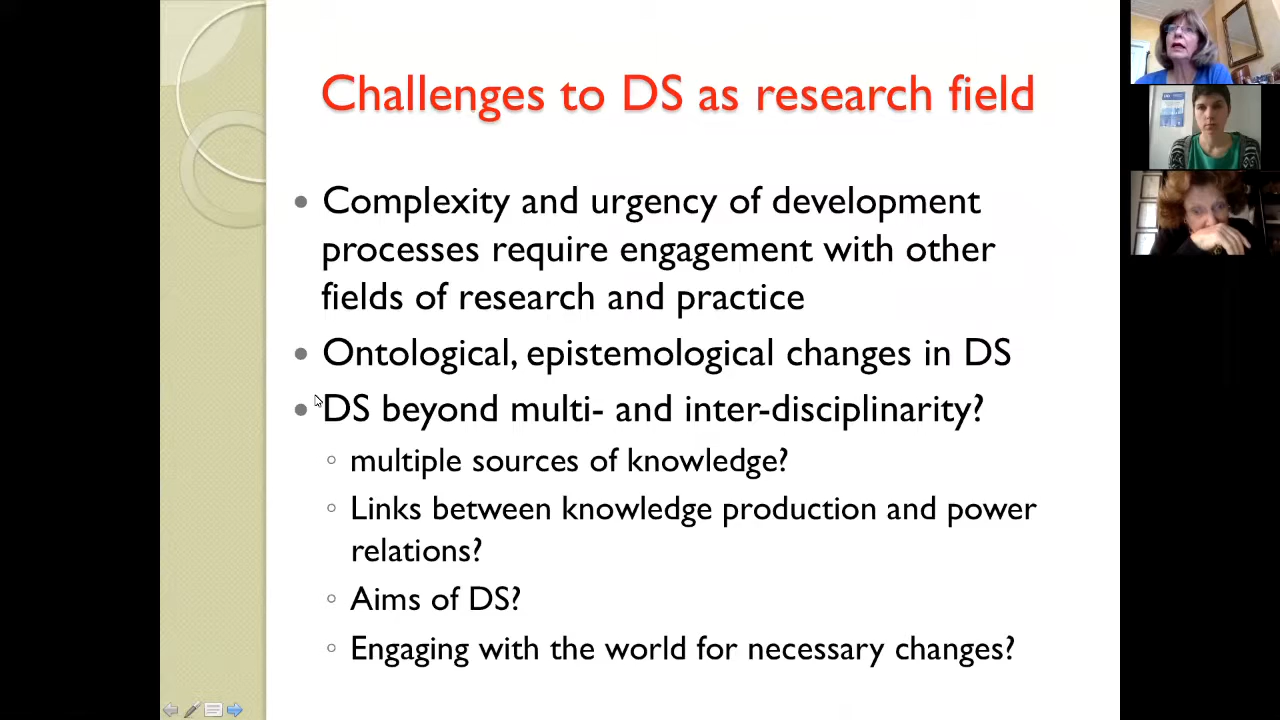 Challenges to DS as research field
Complexity and urgency of development
processes require engagement with other
fields of research and practice
Ontological, epistemological changes in DS
DS beyond multi- and inter-disciplinarity?
multiple sources of knowledge?
Links between knowledge production and power
relations?
Aims of DS?
Engaging with the world for necessary changes?